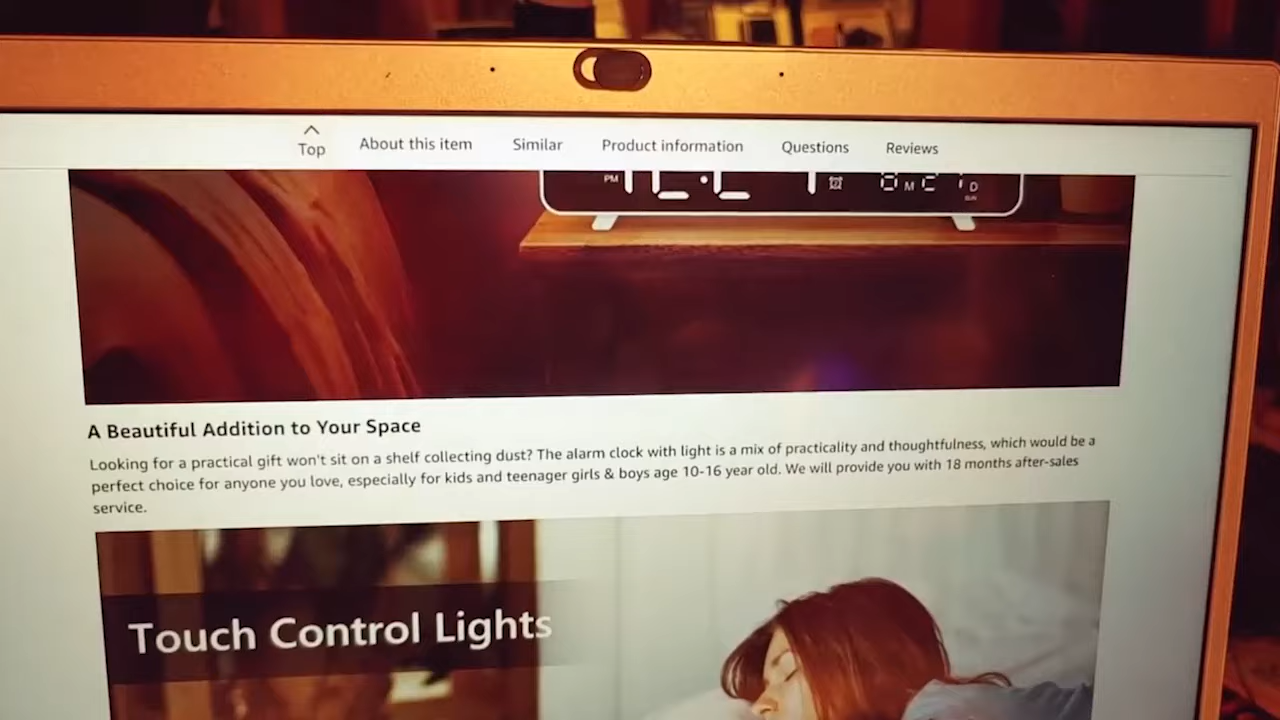 Top About this item Similar Product information Questions Reviews
PM
M D
SUN
A Beautiful Addition to Your Space
Looking for a practical gift won't sit on a shelf collecting dust? The alarm clock with light is a mix of practicality and thoughtfulness, which would be a
perfect choice for anyone you love, especially for kids and teenager girls & boys age 10-16 year old. We will provide you with 18 months after-sales
service.
Touch Control Lights